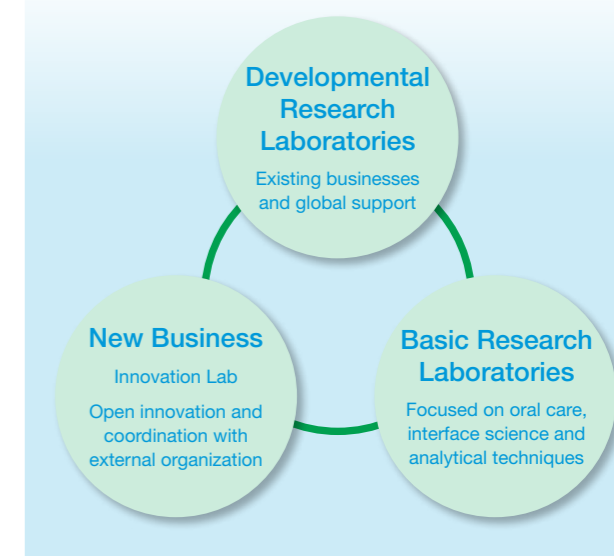 Developmental
Research
Laboratories
Existing businesses
and global support
New Business
Innovation Lab
Open innovation and
coordination with
external organization
Basic Research
Laboratories
Focused on oral care,
interface science and
analytical techniques